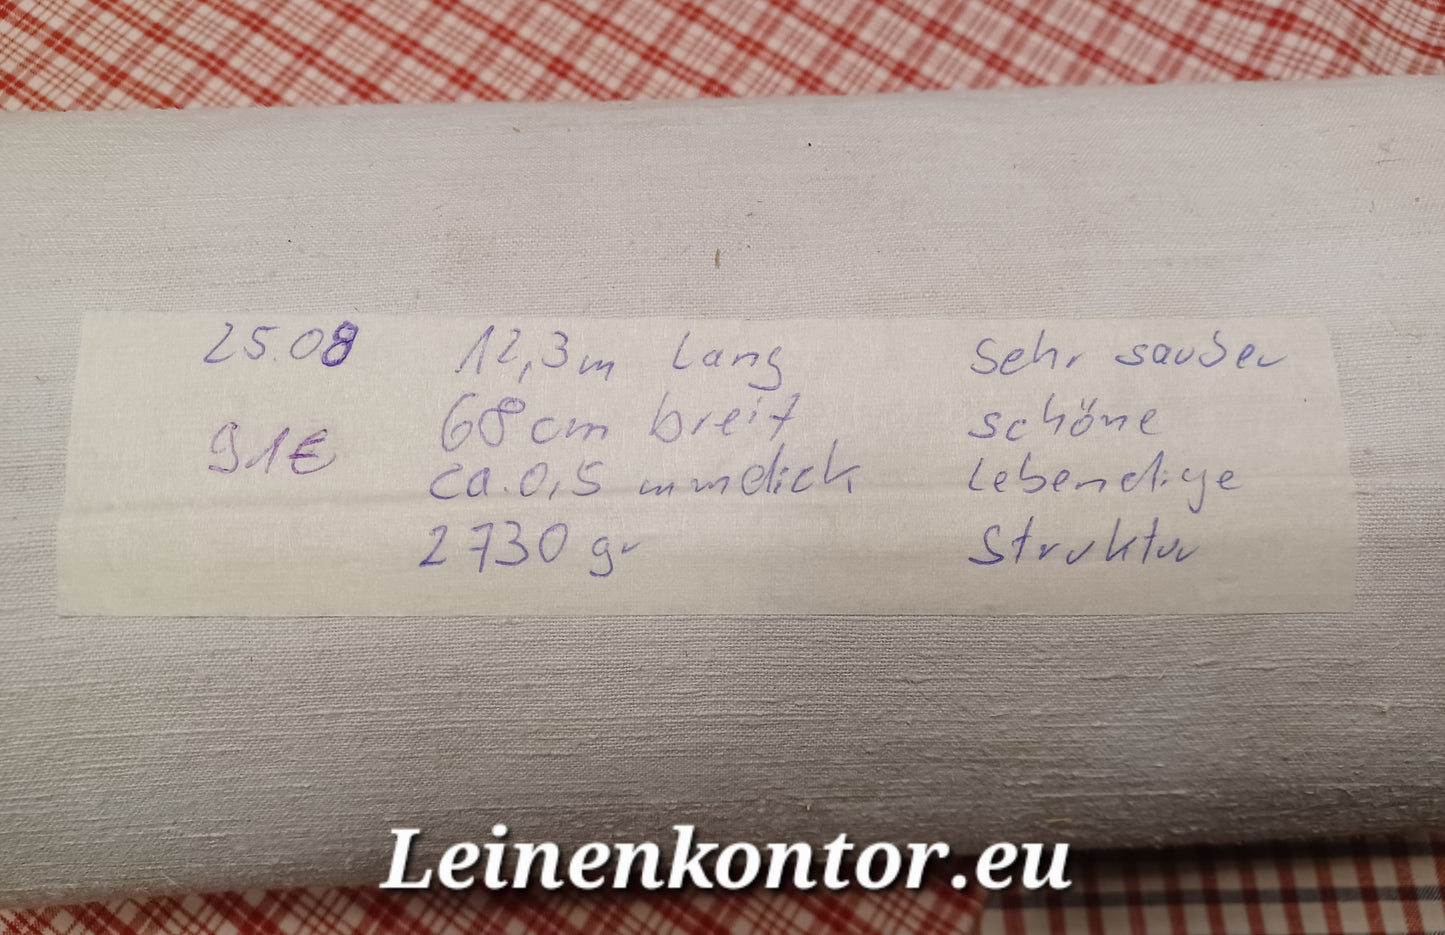 25.08
91€
12,3m lang
68cm breit
ca. 0,5 mm dick
2730 gr
Sehr sauber
schöne
lebendige
Struktur
Leinenkontor.eu